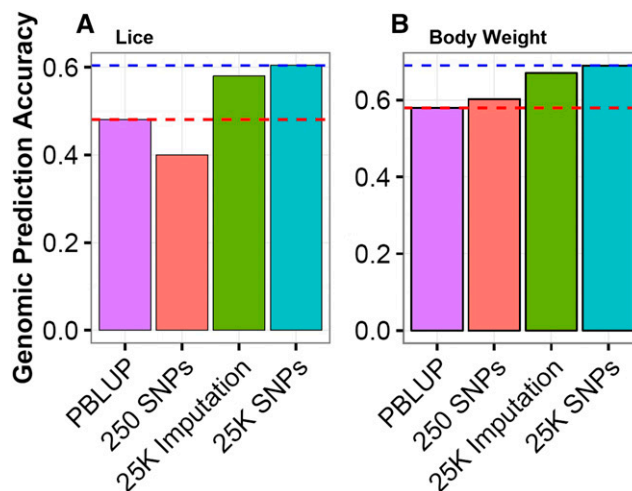 A
Lice
Genomic Prediction Accuracy
0.6
0.4
0.2
0.0
PBLUP
250 SNPs
25K Imputation
25K SNPs
B
Body Weight
0.6
0.4
0.2
0.0
PBLUP
250 SNPs
25K Imputation
25K SNPs